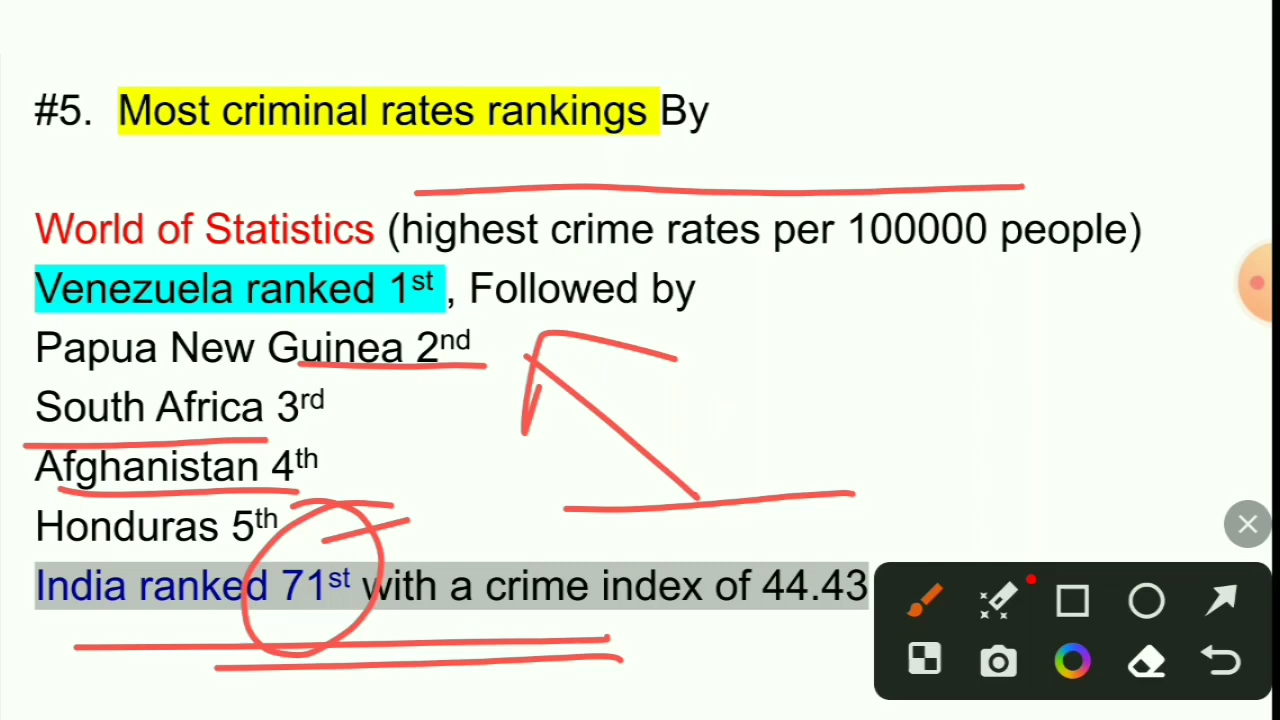 #5. Most criminal rates rankings By
World of Statistics (highest crime rates per 100000 people)
Venezuela ranked 1st , Followed by
Papua New Guinea 2nd
South Africa 3rd
Afghanistan 4th
Honduras 5th
India ranked 71st with a crime index of 44.43